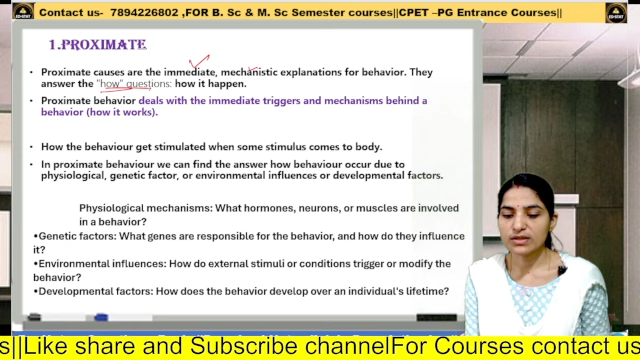 Contact us - 7894226802 ,FOR B. Sc & M. Sc Semester courses||CPET –PG Entrance Courses||
1.PROXIMATE
• Proximate causes are the immediate, mechanistic explanations for behavior. They
answer the "how" questions: how it happen.
• Proximate behavior deals with the immediate triggers and mechanisms behind a
behavior (how it works).
• How the behaviour get stimulated when some stimulus comes to body.
• In proximate behaviour we can find the answer how behaviour occur due to
physiological, genetic factor, or environmental influences or developmental factors.
Physiological mechanisms: What hormones, neurons, or muscles are involved
in a behavior?
•Genetic factors: What genes are responsible for the behavior, and how do they influence
it?
•Environmental influences: How do external stimuli or conditions trigger or modify the
behavior?
•Developmental factors: How does the behavior develop over an individual's lifetime?
s||Like share and Subscribe channelFor Courses contact us